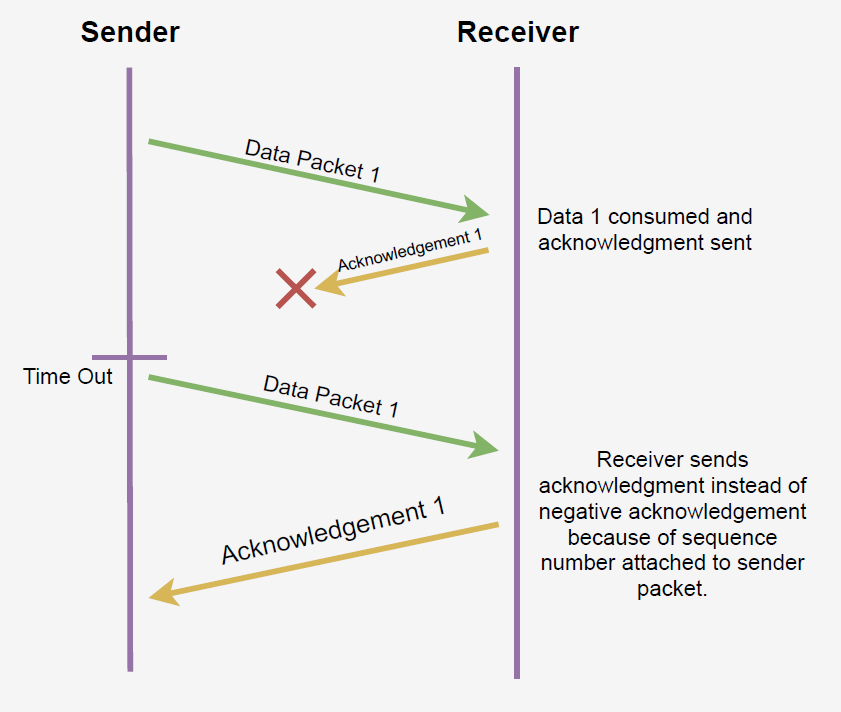 Sender
Receiver
Data Packet 1
Data 1 consumed and
acknowledgment sent
Acknowledgement 1
Time Out
Data Packet 1
Receiver sends
acknowledgment instead of
negative acknowledgement
because of sequence
number attached to sender
packet.
Acknowledgement 1